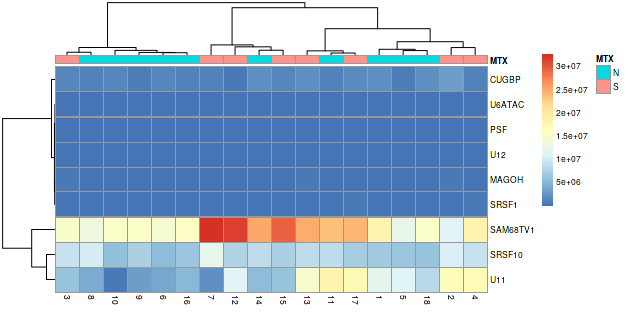 MTX
CUGBP
U6ATAC
PSF
U12
MAGOH
SRSF1
SAM68TV1
SRSF10
U11
3 8 10 9 6 16 7 12 14 15 13 11 17 1 5 18 2 4
3e+07
2.5e+07
2e+07
1.5e+07
1e+07
5e+06
MTX
N
S